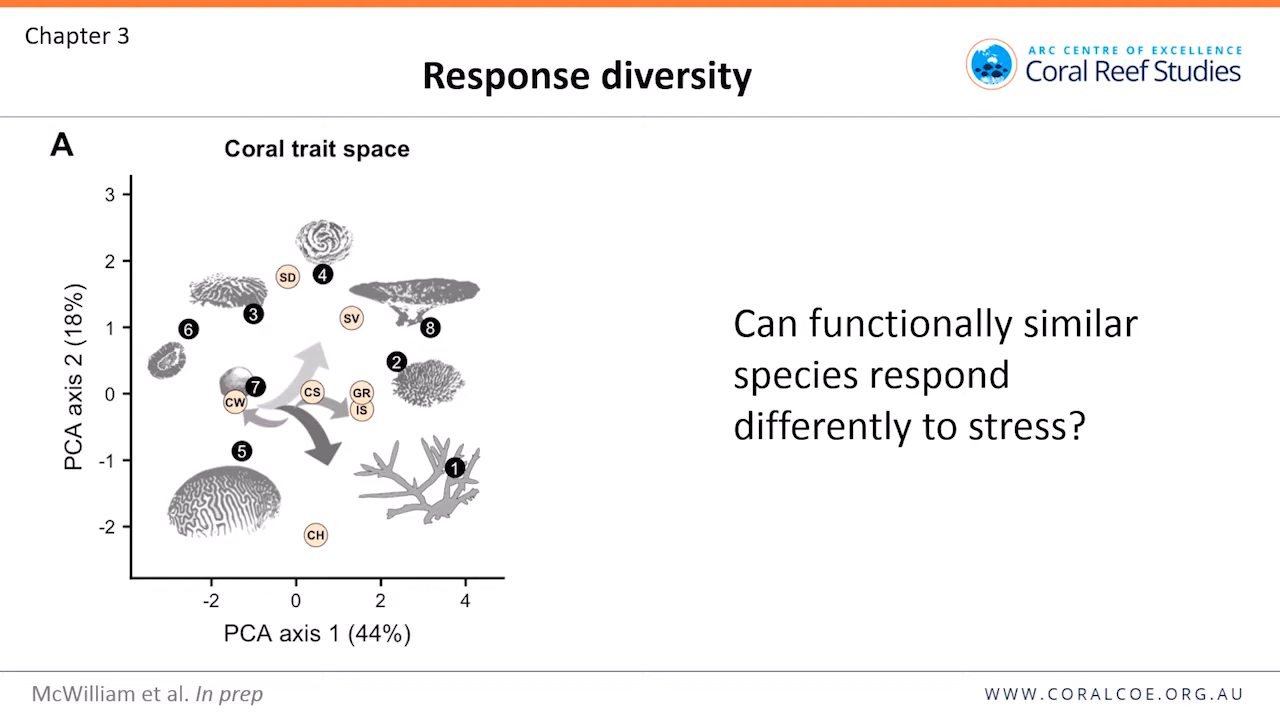 Chapter 3
Response diversity
ARC CENTRE OF EXCELLENCE
Coral Reef Studies
A
Coral trait space
3
2
1
0
-1
-2
PCA axis 2 (18%)
4
SD
3
SV
6
8
2
7
CW
CS
GR
IS
5
1
CH
-2
0
2
4
PCA axis 1 (44%)
Can functionally similar
species respond
differently to stress?
McWilliam et al. In prep
WWW.CORALCOE.ORG.AU